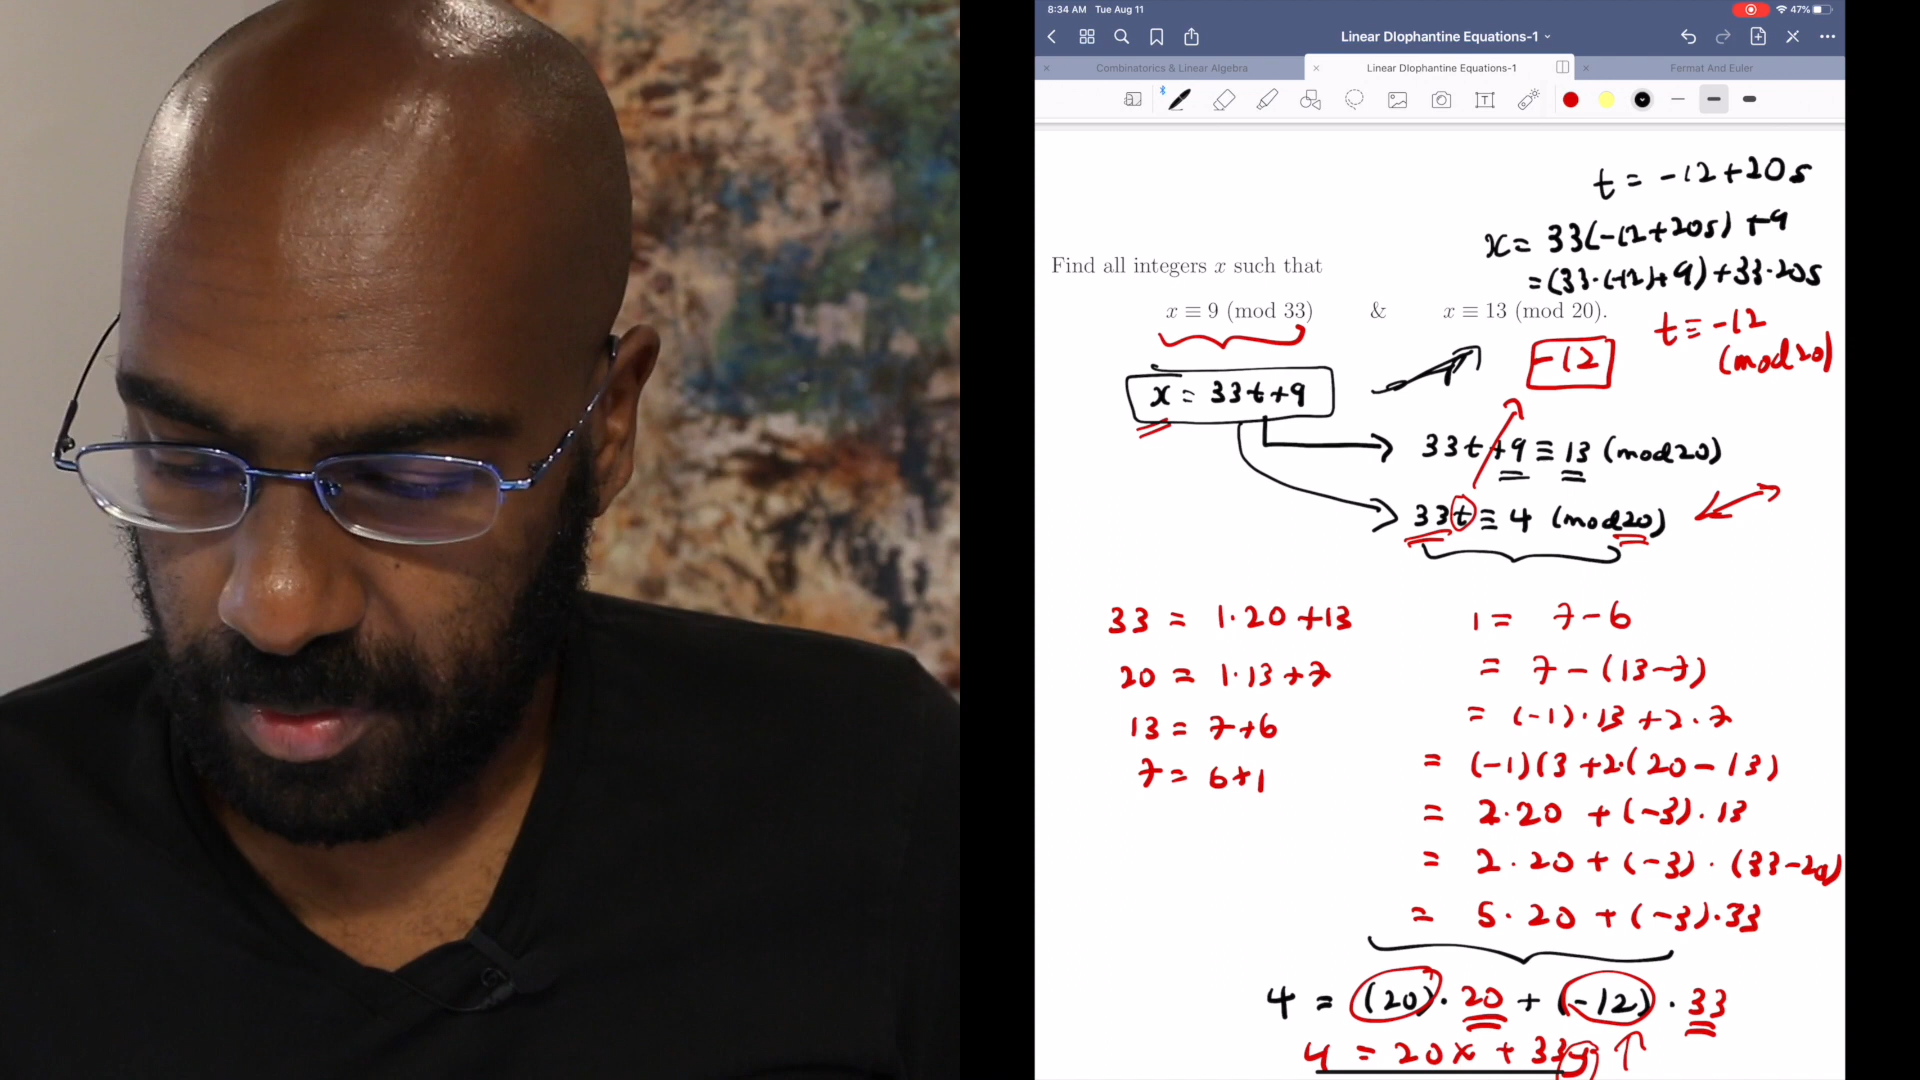 8:34 AM Tue Aug 11
47%
Linear DIophantine Equations-1
Combinatorics & Linear Algebra
Linear DIophantine Equations-1
Fermat And Euler
t = -12+20s
x = 33(-12+20s) +9
= (33·(-12)+9)+33·20s
Find all integers x such that
x ≡ 9 (mod 33) & x ≡ 13 (mod 20).
t ≡ -12
(mod 20)
-12
x = 33t+9
33t+9 ≡ 13 (mod 20)
33t ≡ 4 (mod 20)
33 = 1·20+13
20 = 1·13+7
13 = 7+6
7 = 6+1
1 = 7-6
= 7-(13-7)
= (-1)·13+2·7
= (-1)13+2·(20-13)
= 2·20+(-3)·13
= 2·20+(-3)·(33-20)
= 5·20+(-3)·33
4 = (20)·20+(-12)·33
4 = 20x+33y